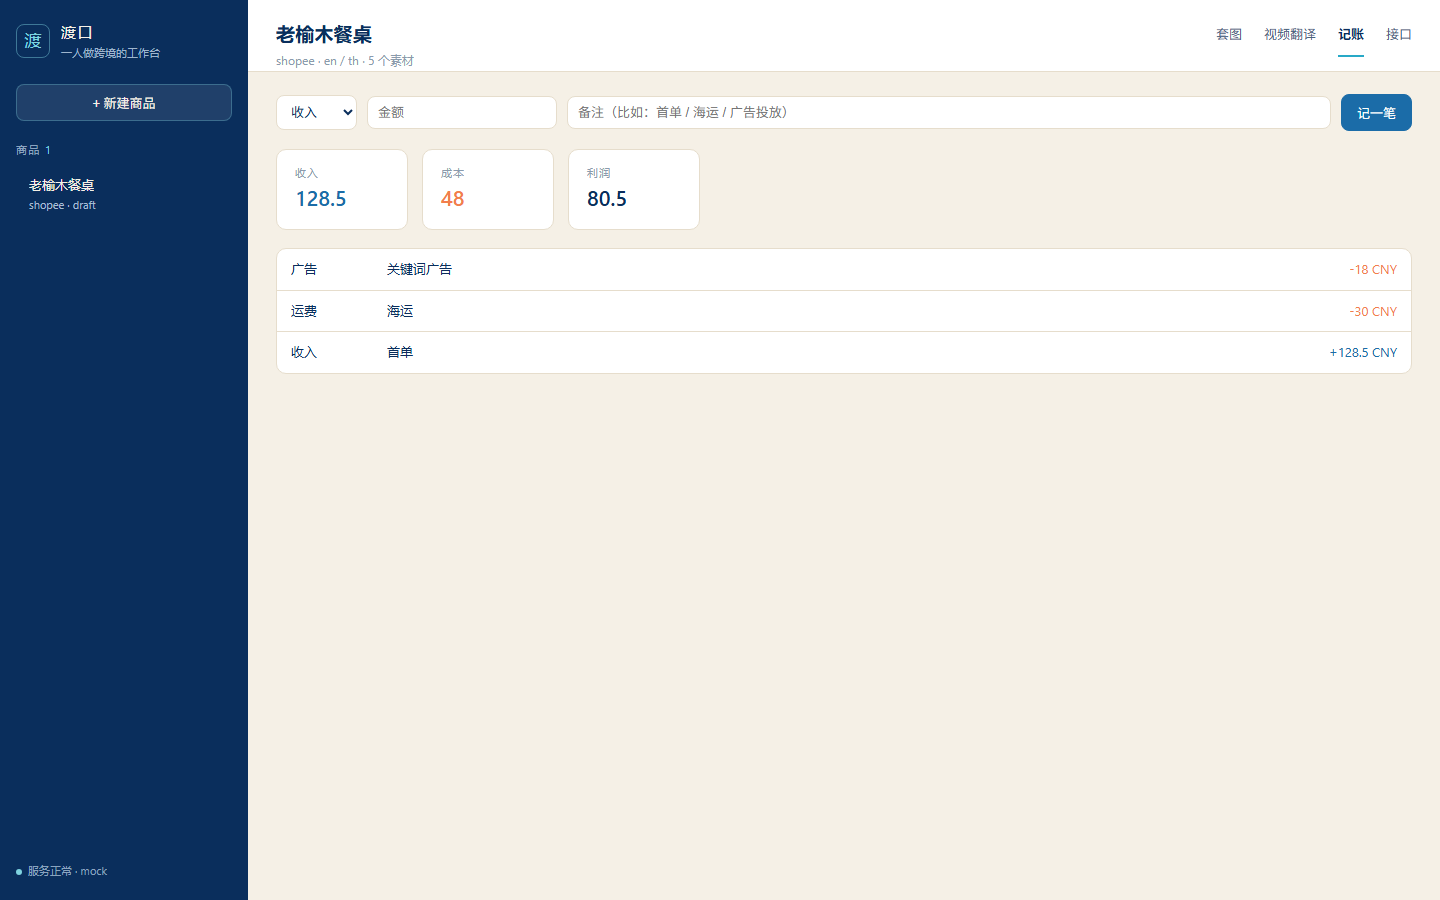 渡
渡口
一人做跨境的工作台
+ 新建商品
商品 1
老榆木餐桌
shopee · draft
服务正常 · mock
老榆木餐桌
shopee · en / th · 5 个素材
套图 视频翻译 记账 接口
收入 金额 备注（比如：首单 / 海运 / 广告投放） 记一笔
收入 成本 利润
128.5 48 80.5
广告 关键词广告 -18 CNY
运费 海运 -30 CNY
收入 首单 +128.5 CNY